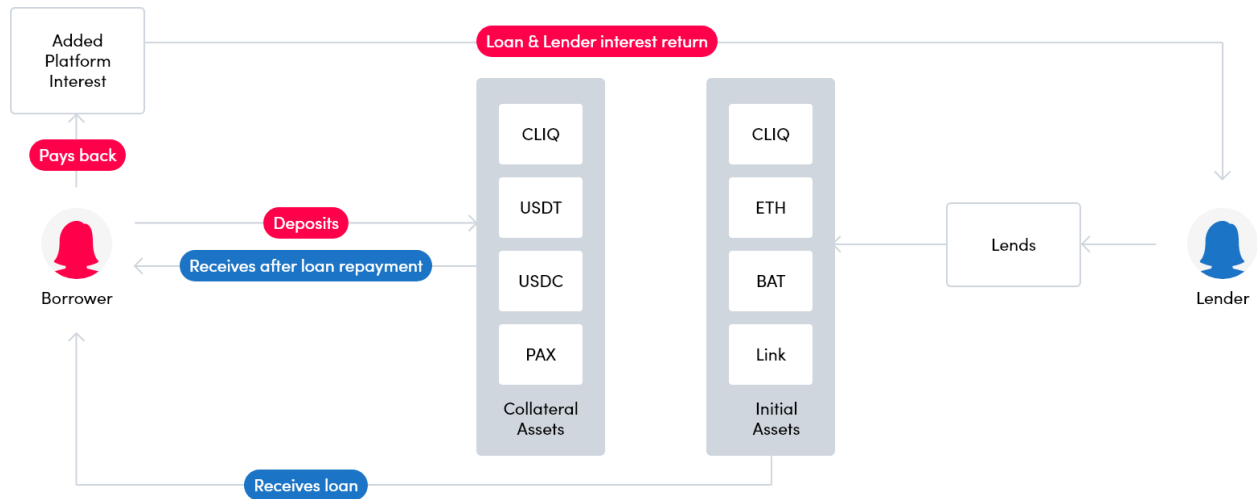 Added
Platform
Interest
Loan & Lender interest return
Pays back
Borrower
Deposits
Receives after loan repayment
CLIQ
USDT
USDC
PAX
Collateral
Assets
CLIQ
ETH
BAT
Link
Initial
Assets
Lends
Lender
Receives loan